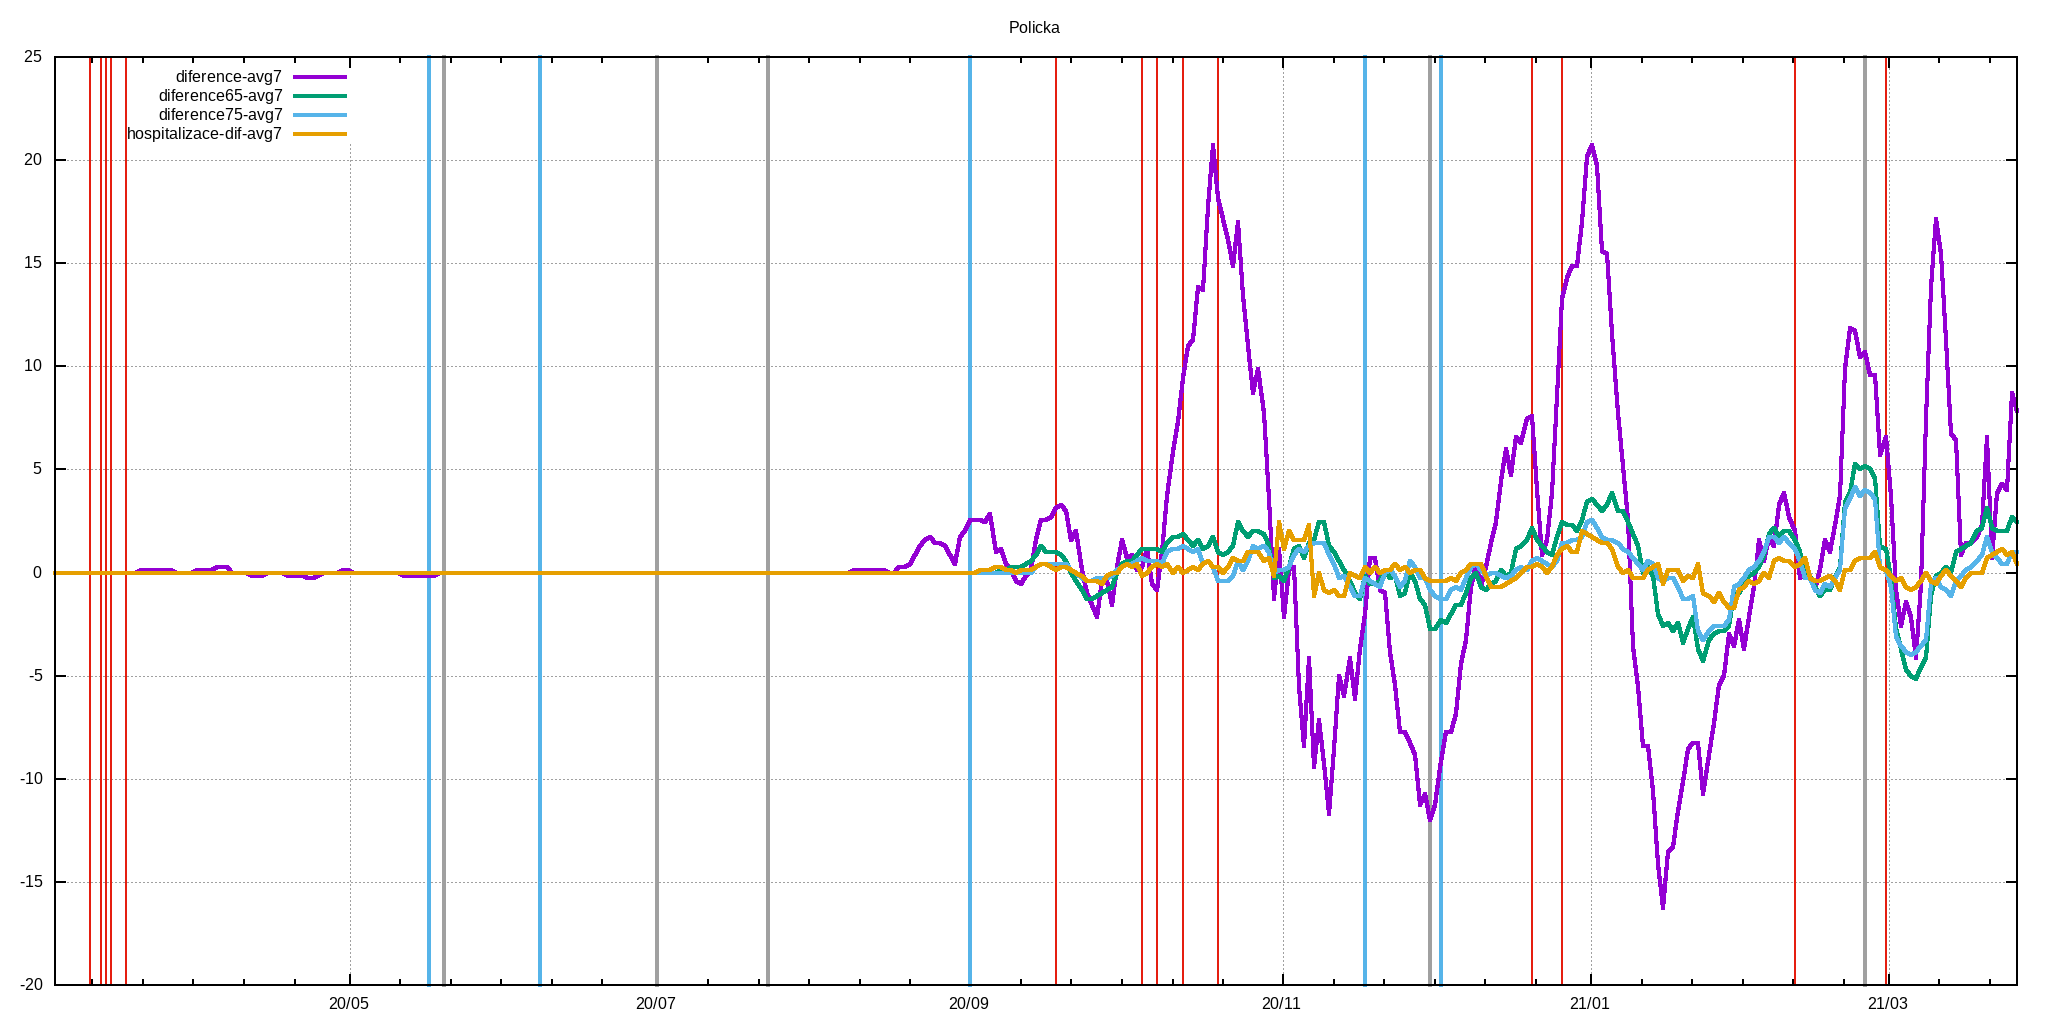 Policka
25
diference-avg7
diference65-avg7
diference75-avg7
hospitalizace-dif-avg7
20
15
10
5
0
-5
-10
-15
-20
20/05 20/07 20/09 20/11 21/01 21/03